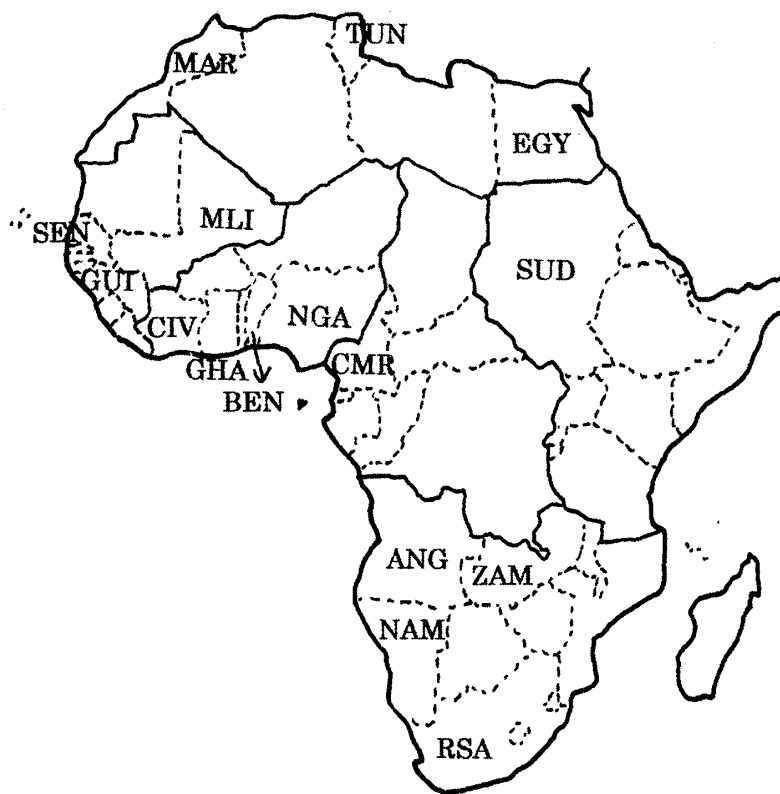 TUN
MAR
EGY
MLI
SEN
SUD
GUI
NGA
CIV
GHA
CMR
BEN
ANG
ZAM
NAM
RSA